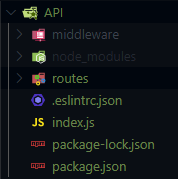 API
middleware
node_modules
routes
.eslintrc.json
JS index.js
package-lock.json
package.json